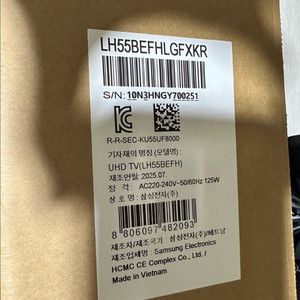 LH55BEFHLGFXKR
S/N: 10N3HNGY700251
R-R-SEC-KU55UF8000
기자재의 명칭(모델명) :
UHD TV(LH55BEFH)
제조연월: 2025.07.
정 격: AC220-240V~50/60Hz 125W
상 호 명: 삼성전자(주)
8 806097 482093
제조자/제조국가 : 삼성전자(주)/베트남
제조업체명 : Samsung Electronics
HCMC CE Complex Co., Ltd /
Made in Vietnam